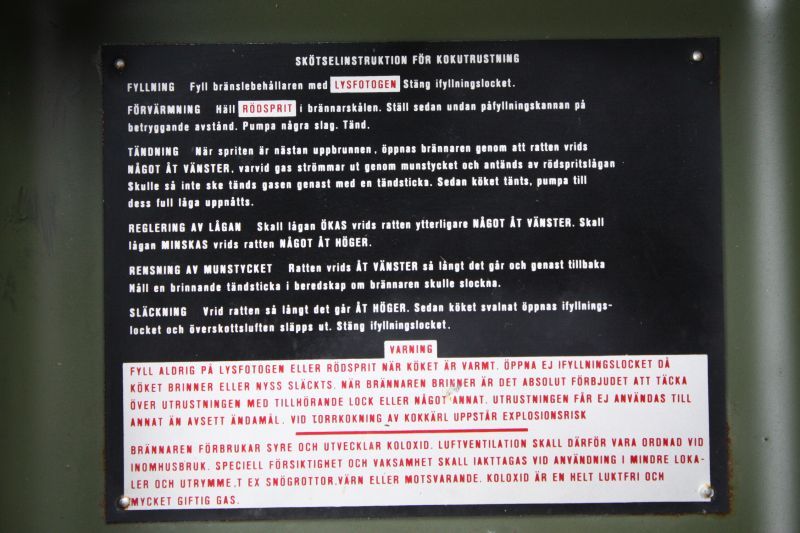 SKÖTSELINSTRUKTION FÖR KOKUTRUSTNING
FYLLNING Fyll bränslebehållaren med LYSFOTOGEN Stäng ifyllningslocket.
FÖRVÄRMNING Häll RÖDSPRIT i brännarskålen. Ställ sedan undan påfyllningskannan på
betryggande avstånd. Pumpa några slag. Tänd.
TÄNDNING När spriten är nästan uppbrunnen, öppnas brännaren genom att ratten vrids
NÅGOT ÅT VÄNSTER, varvid gas strömmar ut genom munstycket och antänds av rödspritslågan
Skulle så inte ske tänds gasen genast med en tändsticka. Sedan köket tänts, pumpa till
dess full låga uppnåtts.
REGLERING AV LÅGAN Skall lågan ÖKAS vrids ratten ytterligare NÅGOT ÅT VÄNSTER. Skall
lågan MINSKAS vrids ratten NÅGOT ÅT HÖGER.
RENSNING AV MUNSTYCKET Ratten vrids ÅT VÄNSTER så långt det går och genast tillbaka
Håll en brinnande tändsticka i beredskap om brännaren skulle slockna.
SLÄCKNING Vrid ratten så långt det går ÅT HÖGER. Sedan köket svalnat öppnas ifyllnings-
locket och överskottsluften släpps ut. Stäng ifyllningslocket.
VARNING
FYLL ALDRIG PÅ LYSFOTOGEN ELLER RÖDSPRIT NÄR KÖKET ÄR VARMT. ÖPPNA EJ IFYLLNINGSLOCKET DÅ
KÖKET BRINNER ELLER NYSS SLÄCKTS. NÄR BRÄNNAREN BRINNER ÄR DET ABSOLUT FÖRBJUDET ATT TÄCKA
ÖVER UTRUSTNINGEN MED TILLHÖRANDE LOCK ELLER NÅGOT ANNAT. UTRUSTNINGEN FÅR EJ ANVÄNDAS TILL
ANNAT ÄN AVSETT ÄNDAMÅL. VID TORRKOKNING AV KOKKÄRL UPPSTÅR EXPLOSIONSRISK
BRÄNNAREN FÖRBRUKAR SYRE OCH UTVECKLAR KOLOXID. LUFTVENTILATION SKALL DÄRFÖR VARA ORDNAD VID
INOMHUSBRUK. SPECIELL FÖRSIKTIGHET OCH VAKSAMHET SKALL IAKTTAGAS VID ANVÄNDNING I MINDRE LOKA-
LER OCH UTRYMME.T EX SNÖGROTTOR.VÄRN ELLER MOTSVARANDE. KOLOXID ÄR EN HELT LUKTFRI OCH
MYCKET GIFTIG GAS.